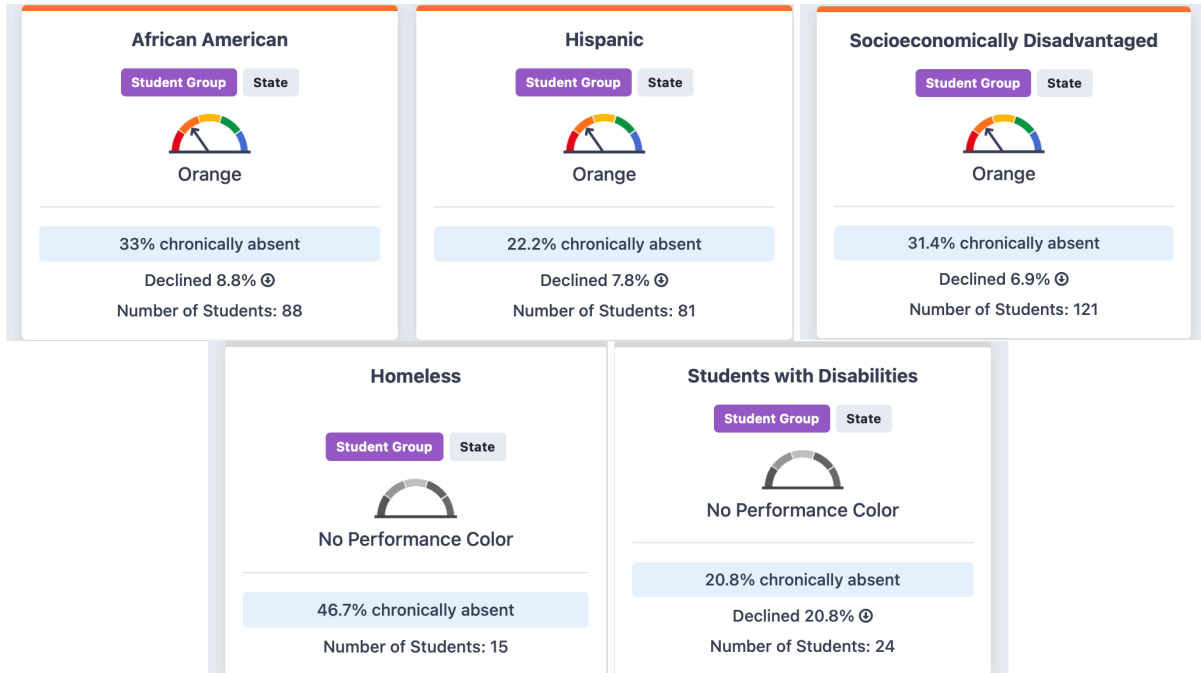 African American
Student Group State
Orange
33% chronically absent
Declined 8.8%
Number of Students: 88
Hispanic
Student Group State
Orange
22.2% chronically absent
Declined 7.8%
Number of Students: 81
Socioeconomically Disadvantaged
Student Group State
Orange
31.4% chronically absent
Declined 6.9%
Number of Students: 121
Homeless
Student Group State
No Performance Color
46.7% chronically absent
Number of Students: 15
Students with Disabilities
Student Group State
No Performance Color
20.8% chronically absent
Declined 20.8%
Number of Students: 24